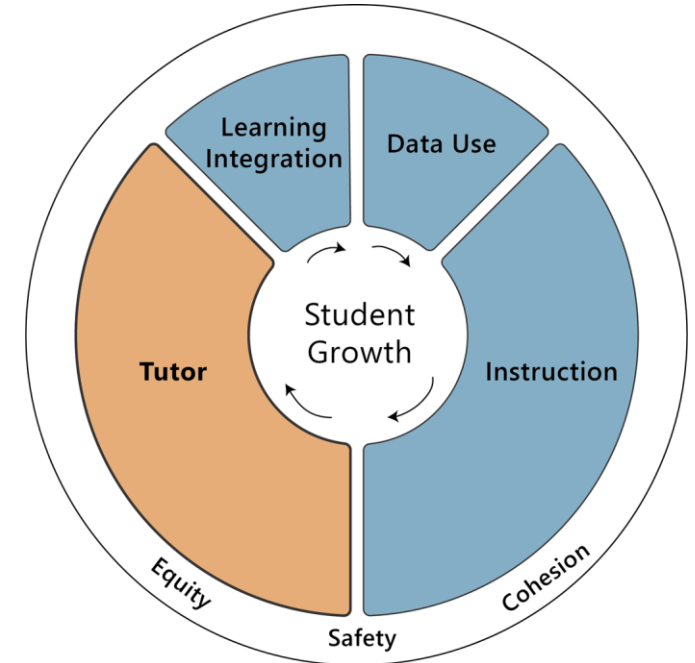 Learning
Integration
Data Use
Tutor
Student
Growth
Instruction
Equity
Safety
Cohesion